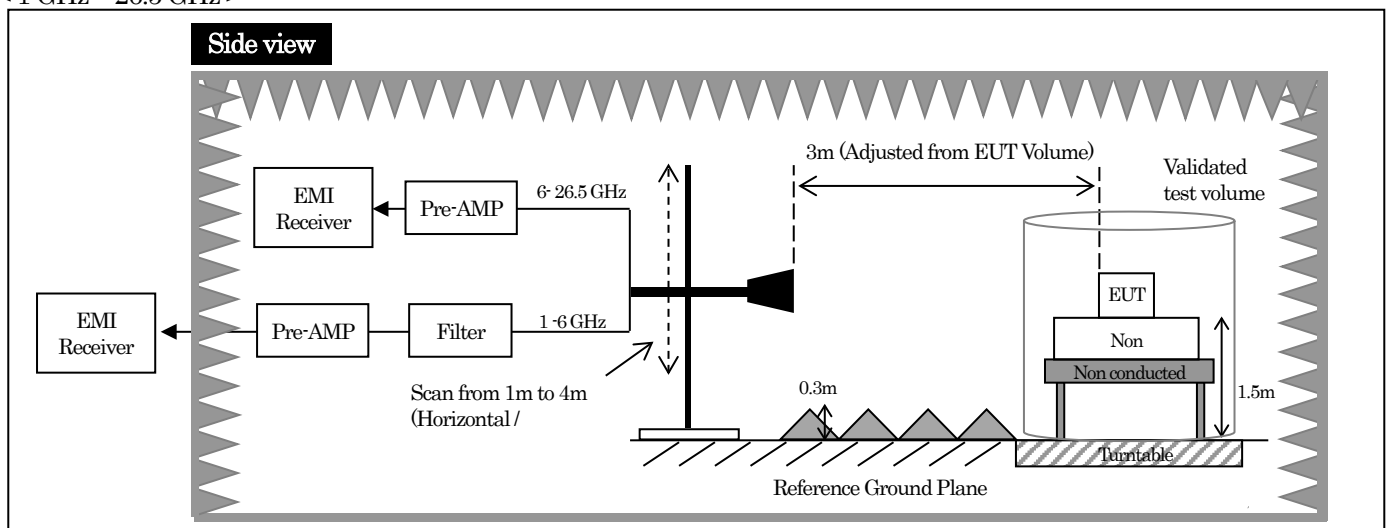 Side view
3m (Adjusted from EUT Volume)
Validated
test volume
EMI
Receiver
Pre-AMP
6- 26.5 GHz
EUT
EMI
Receiver
Pre-AMP
Filter
1 -6 GHz
Non
Non conducted
Scan from 1m to 4m
(Horizontal /
0.3m
1.5m
Turntable
Reference Ground Plane